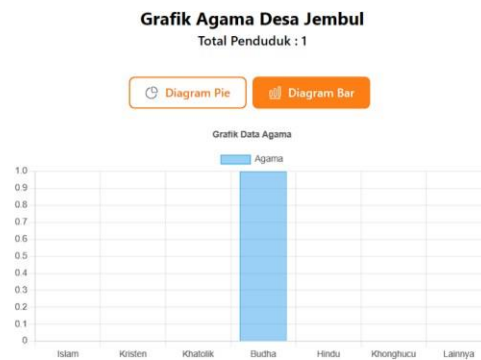 Grafik Agama Desa Jembul
Total Penduduk : 1
Diagram Pie
Diagram Bar
Grafik Data Agama
Agama
1.0
0.9
0.8
0.7
0.6
0.5
0.4
0.3
0.2
0.1
0
Islam Kristen Khatolik Budha Hindu Khonghucu Lainnya